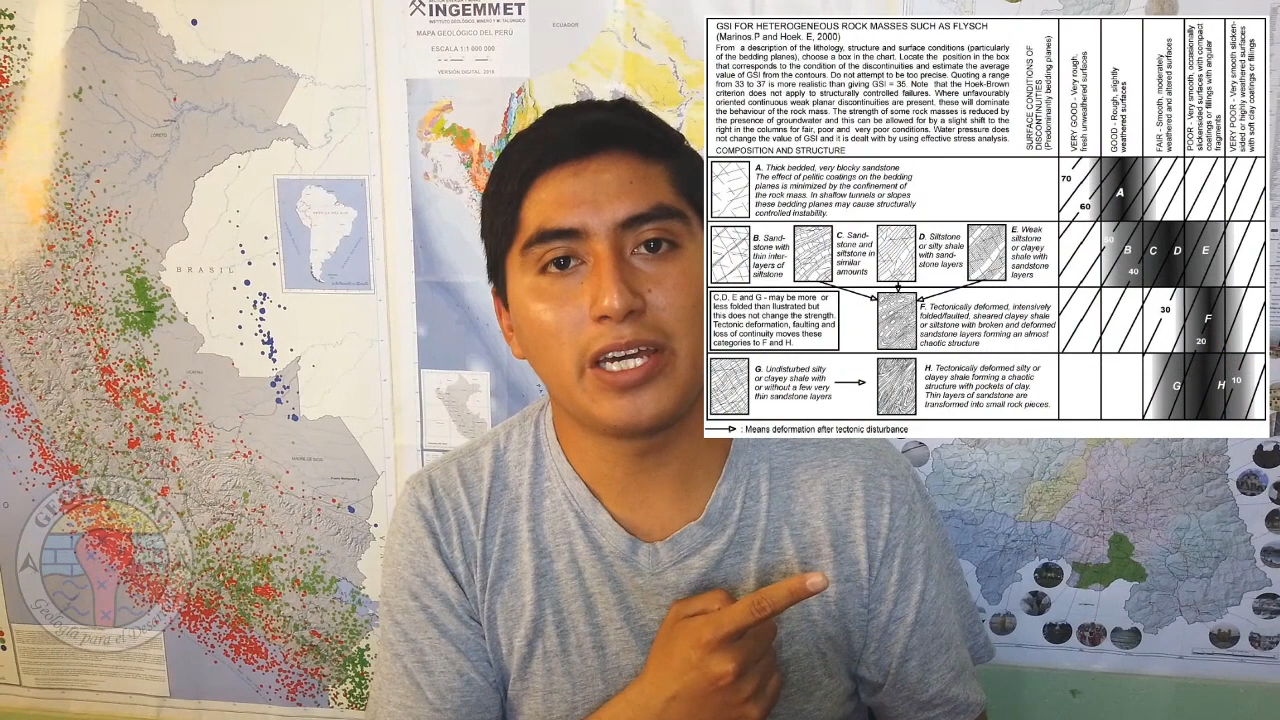 INGEMMET
INSTITUTO GEOLÓGICO, MINERO Y METALÚRGICO
MAPA GEOLÓGICO DEL PERÚ
ESCALA 1:1 000 000
VERSIÓN DIGITAL: 2016
ECUADOR
LORETO
BRASIL
UCAYALI
MADRE DE DIOS
Geología para el Desa
GSI FOR HETEROGENEOUS ROCK MASSES SUCH AS FLYSCH
(Marinos.P and Hoek. E, 2000)
From a description of the lithology, structure and surface conditions (particularly
of the bedding planes), choose a box in the chart. Locate the position in the box
that corresponds to the condition of the discontinuities and estimate the average
value of GSI from the contours. Do not attempt to be too precise. Quoting a range
from 33 to 37 is more realistic than giving GSI = 35. Note that the Hoek-Brown
criterion does not apply to structurally controlled failures. Where unfavourably
oriented continuous weak planar discontinuities are present, these will dominate
the behaviour of the rock mass. The strength of some rock masses is reduced by
the presence of groundwater and this can be allowed for by a slight shift to the
right in the columns for fair, poor and very poor conditions. Water pressure does
not change the value of GSI and it is dealt with by using effective stress analysis.
COMPOSITION AND STRUCTURE
SURFACE CONDITIONS OF
DISCONTINUITIES
(Predominantly bedding planes)
VERY GOOD - Very rough,
fresh unweathered surfaces
GOOD - Rough, slightly
weathered surfaces
FAIR - Smooth, moderately
weathered and altered surfaces
POOR - Very smooth, occasionally
slickensided surfaces with compact
coatings or fillings with angular
fragments
VERY POOR - Very smooth slicken-
sided or highly weathered surfaces
with soft clay coatings or fillings
A. Thick bedded, very blocky sandstone
The effect of pelitic coatings on the bedding
planes is minimized by the confinement of
the rock mass. In shallow tunnels or slopes
these bedding planes may cause structurally
controlled instability.
70
60
A
B. Sand-
stone with
thin inter-
layers of
siltstone
C. Sand-
stone and
siltstone in
similar
amounts
D. Siltstone
or silty shale
with sand-
stone layers
E. Weak
siltstone
or clayey
shale with
sandstone
layers
50
B
C
D
E
40
C,D, E and G - may be more or
less folded than llustrated but
this does not change the strength.
Tectonic deformation, faulting and
loss of continuity moves these
categories to F and H.
F. Tectonically deformed, intensively
folded/faulted, sheared clayey shale
or siltstone with broken and deformed
sandstone layers forming an almost
chaotic structure
30
F
20
G. Undisturbed silty
or clayey shale with
or without a few very
thin sandstone layers
H. Tectonically deformed silty or
clayey shale forming a chaotic
structure with pockets of clay.
Thin layers of sandstone are
transformed into small rock pieces.
G
H
10
: Means deformation after tectonic disturbance